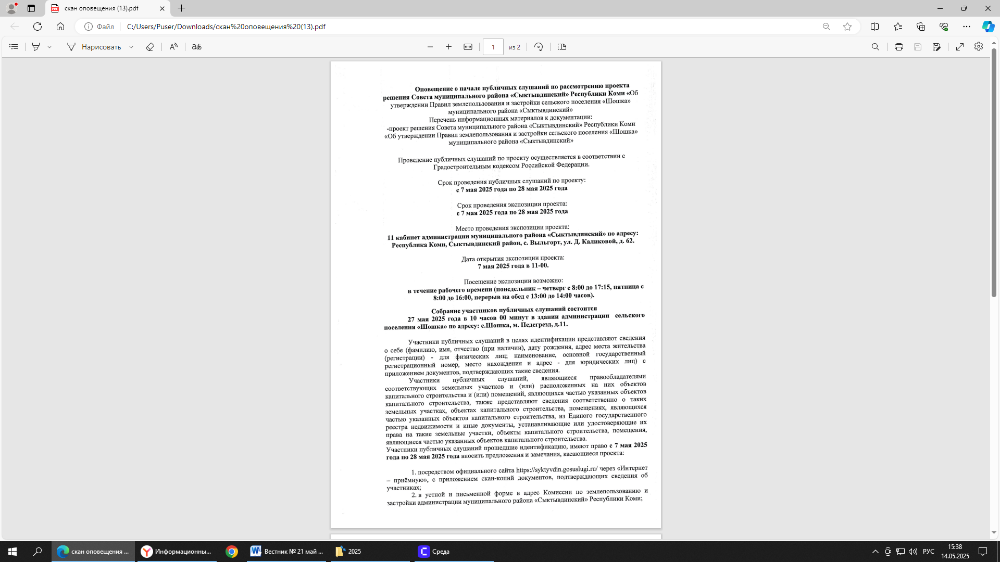 скан оповещения (13).pdf
Файл
C:/Users/Puser/Downloads/скан%20оповещения%20(13).pdf
Нарисовать
1
из 2
Оповещение о начале публичных слушаний по рассмотрению проекта
решения Совета муниципального района «Сыктывдинский» Республики Коми «Об
утверждении Правил землепользования и застройки сельского поселения «Шошка»
муниципального района «Сыктывдинский»
Перечень информационных материалов к документации:
-проект решения Совета муниципального района «Сыктывдинский» Республики Коми
«Об утверждении Правил землепользования и застройки сельского поселения «Шошка»
муниципального района «Сыктывдинский»
Проведение публичных слушаний по проекту осуществляется в соответствии с
Градостроительным кодексом Российской Федерации.
Срок проведения публичных слушаний по проекту:
с 7 мая 2025 года по 28 мая 2025 года
Срок проведения экспозиции проекта:
с 7 мая 2025 года по 28 мая 2025 года
Место проведения экспозиции проекта:
11 кабинет администрации муниципального района «Сыктывдинский» по адресу:
Республика Коми, Сыктывдинский район, с. Выльгорт, ул. Д. Каликовой, д. 62.
Дата открытия экспозиции проекта:
7 мая 2025 года в 11-00.
Посещение экспозиции возможно:
в течение рабочего времени (понедельник – четверг с 8:00 до 17:15, пятница с
8:00 до 16:00, перерыв на обед с 13:00 до 14:00 часов).
Собрание участников публичных слушаний состоится
27 мая 2025 года в 10 часов 00 минут в здании администрации сельского
поселения «Шошка» по адресу: с.Шошка, м. Педегрезд, д.11.
Участники публичных слушаний в целях идентификации представляют сведения
о себе (фамилию, имя, отчество (при наличии), дату рождения, адрес места жительства
(регистрации) - для физических лиц; наименование, основной государственный
регистрационный номер, место нахождения и адрес - для юридических лиц) с
приложением документов, подтверждающих такие сведения.
Участники публичных слушаний, являющиеся правообладателями
соответствующих земельных участков и (или) расположенных на них объектов
капитального строительства и (или) помещений, являющихся частью указанных объектов
капитального строительства, также представляют сведения соответственно о таких
земельных участках, объектах капитального строительства, помещениях, являющихся
частью указанных объектов капитального строительства, из Единого государственного
реестра недвижимости и иные документы, устанавливающие или удостоверяющие их
права на такие земельные участки, объекты капитального строительства, помещения,
являющиеся частью указанных объектов капитального строительства.
Участники публичных слушаний прошедшие идентификацию, имеют право с 7 мая 2025
года по 28 мая 2025 года вносить предложения и замечания, касающиеся проекта:
1. посредством официального сайта https://syktyvdin.gosuslugi.ru/ через «Интернет
– приёмную», с приложением скан-копий документов, подтверждающих сведения об
участниках;
2. в устной и письменной форме в адрес Комиссии по землепользованию и
застройки администрации муниципального района «Сыктывдинский» Республики Коми;
скан оповещения ...
Информационны...
Вестник № 21 май ...
2025
Среда
РУС
15:38
14.05.2025